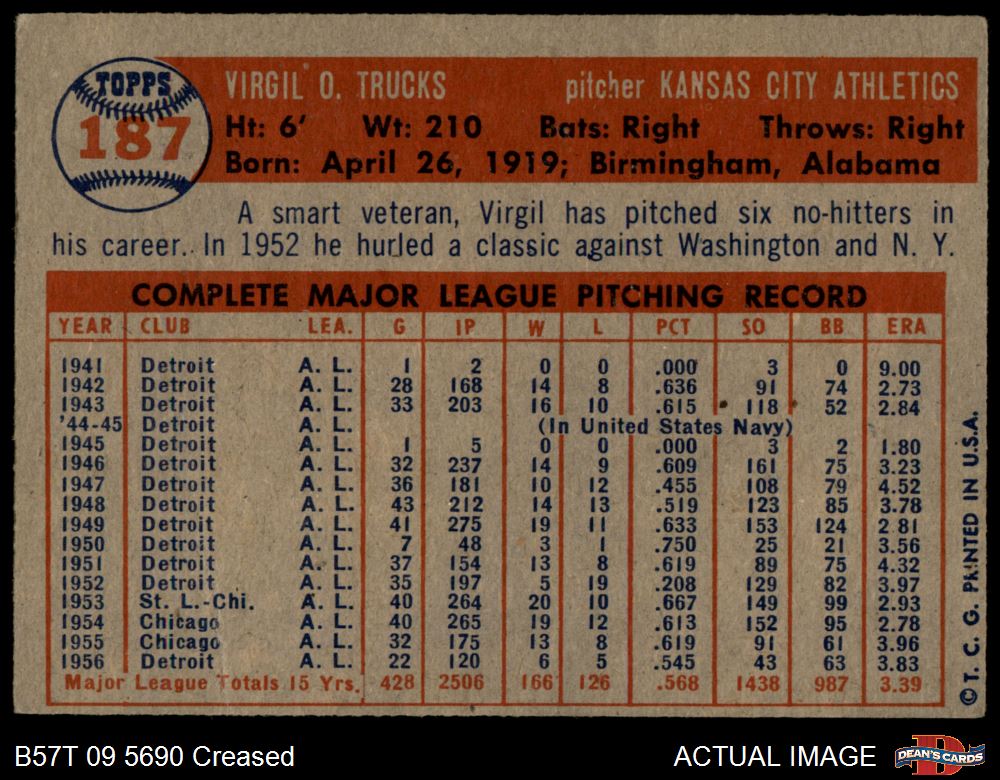 TOPPS
187
VIRGIL O. TRUCKS pitcher KANSAS CITY ATHLETICS
Ht: 6' Wt: 210 Bats: Right Throws: Right
Born: April 26, 1919; Birmingham, Alabama
A smart veteran, Virgil has pitched six no-hitters in
his career. In 1952 he hurled a classic against Washington and N. Y.
COMPLETE MAJOR LEAGUE PITCHING RECORD
YEAR CLUB LEA. G IP W L PCT SO BB ERA
1941 Detroit A. L. 1 2 0 0 .000 3 0 9.00
1942 Detroit A. L. 28 168 14 8 .636 91 74 2.73
1943 Detroit A. L. 33 203 16 10 .615 118 52 2.84
'44-45 Detroit A. L. (In United States Navy)
1945 Detroit A. L. 1 5 0 0 .000 3 2 1.80
1946 Detroit A. L. 32 237 14 9 .609 161 75 3.23
1947 Detroit A. L. 36 181 10 12 .455 108 79 4.52
1948 Detroit A. L. 43 212 14 13 .519 123 85 3.78
1949 Detroit A. L. 41 275 19 11 .633 153 124 2.81
1950 Detroit A. L. 7 48 3 1 .750 25 21 3.56
1951 Detroit A. L. 37 154 13 8 .619 89 75 4.32
1952 Detroit A. L. 35 197 5 19 .208 129 82 3.97
1953 St. L.-Chi. A. L. 40 264 20 10 .667 149 99 2.93
1954 Chicago A. L. 40 265 19 12 .613 152 95 2.78
1955 Chicago A. L. 32 175 13 8 .619 91 61 3.96
1956 Detroit A. L. 22 120 6 5 .545 43 63 3.83
Major League Totals 15 Yrs. 428 2506 166 126 .568 1438 987 3.39
©T. C. G. PRINTED IN U.S.A.
B57T 09 5690 Creased
ACTUAL IMAGE
DEAN'S CARDS